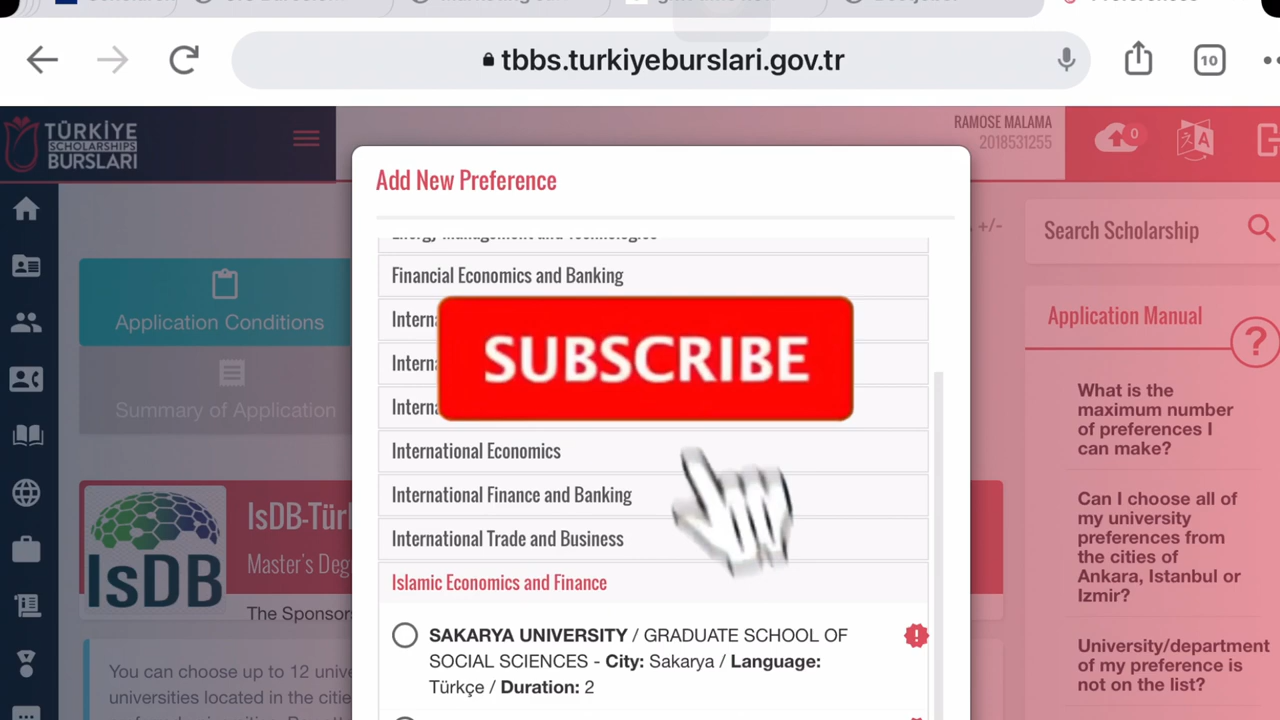 tbbs.turkiyeburslari.gov.tr
10
TÜRKİYE
SCHOLARSHIPS
BURSLARI
RAMOSE MALAMA
2018531255
0
A
Add New Preference
+/-
Search Scholarship
Financial Economics and Banking
Application Conditions
Application Manual
SUBSCRIBE
?
Summary of Application
What is the
maximum number
of preferences I
can make?
International Economics
International Finance and Banking
International Trade and Business
Islamic Economics and Finance
Can I choose all of
my university
preferences from
the cities of
Ankara, Istanbul or
Izmir?
IsDB
IsDB-Türk
Master's Deg
The Sponsors
SAKARYA UNIVERSITY / GRADUATE SCHOOL OF
SOCIAL SCIENCES - City: Sakarya / Language:
Türkçe / Duration: 2
University/department
of my preference is
not on the list?
You can choose up to 12 unive
universities located in the cities